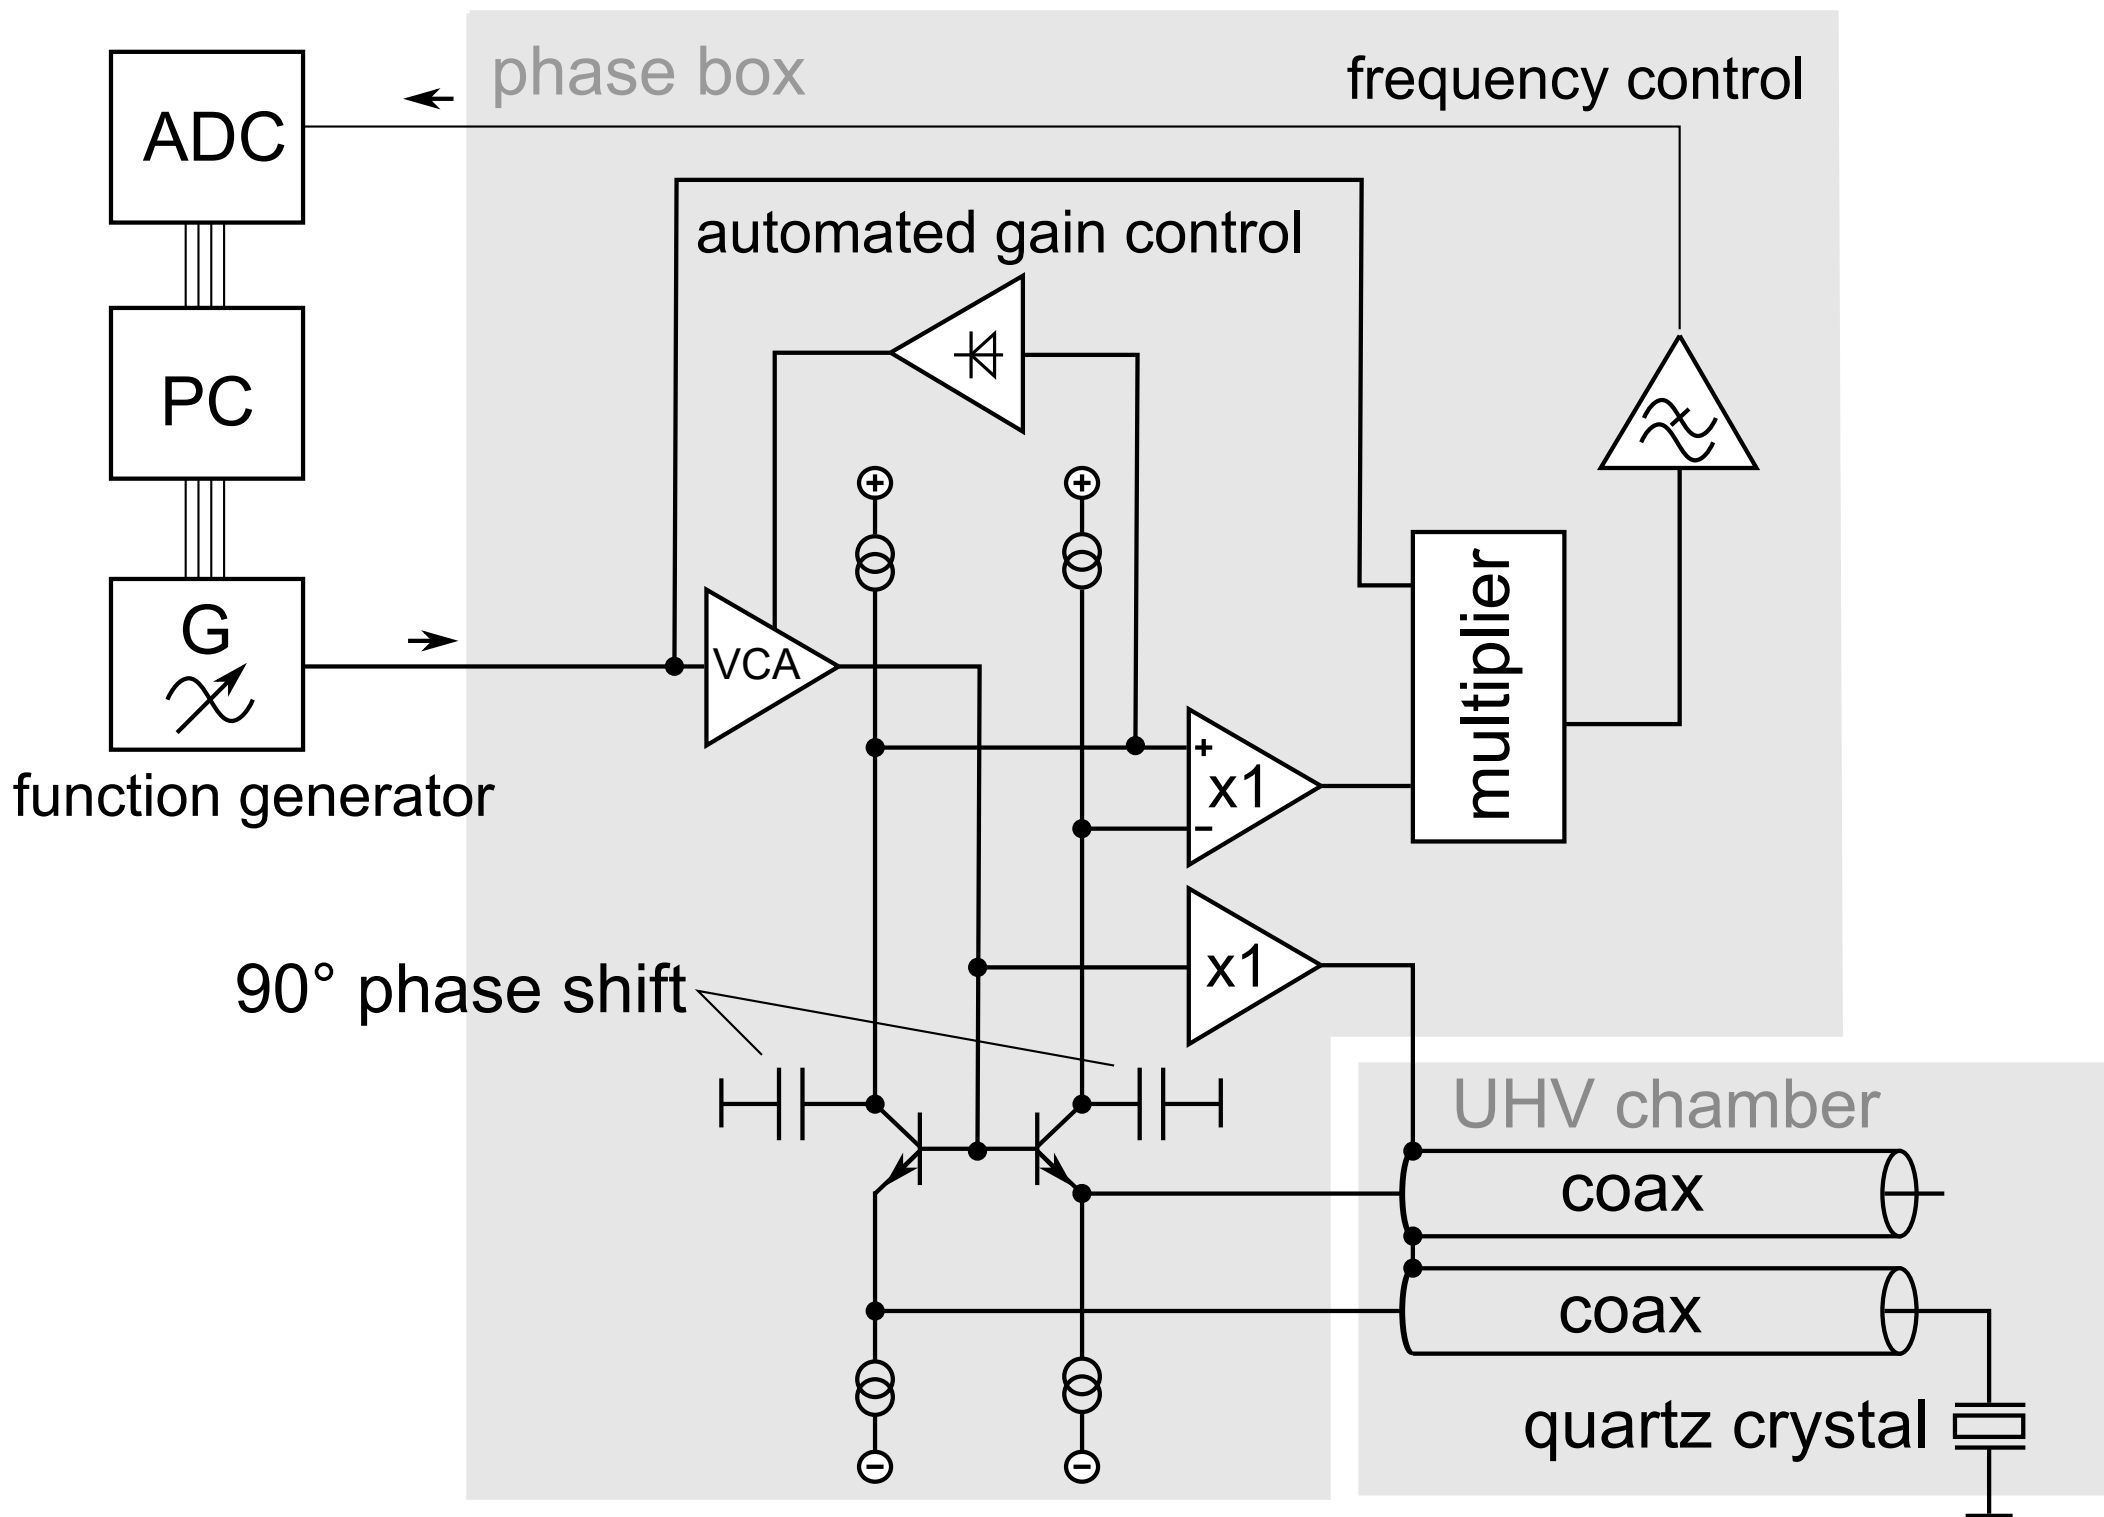 phase box
frequency control
ADC
automated gain control
PC
G
VCA
function generator
multiplier
+
x1
−
90° phase shift
x1
UHV chamber
coax
coax
quartz crystal